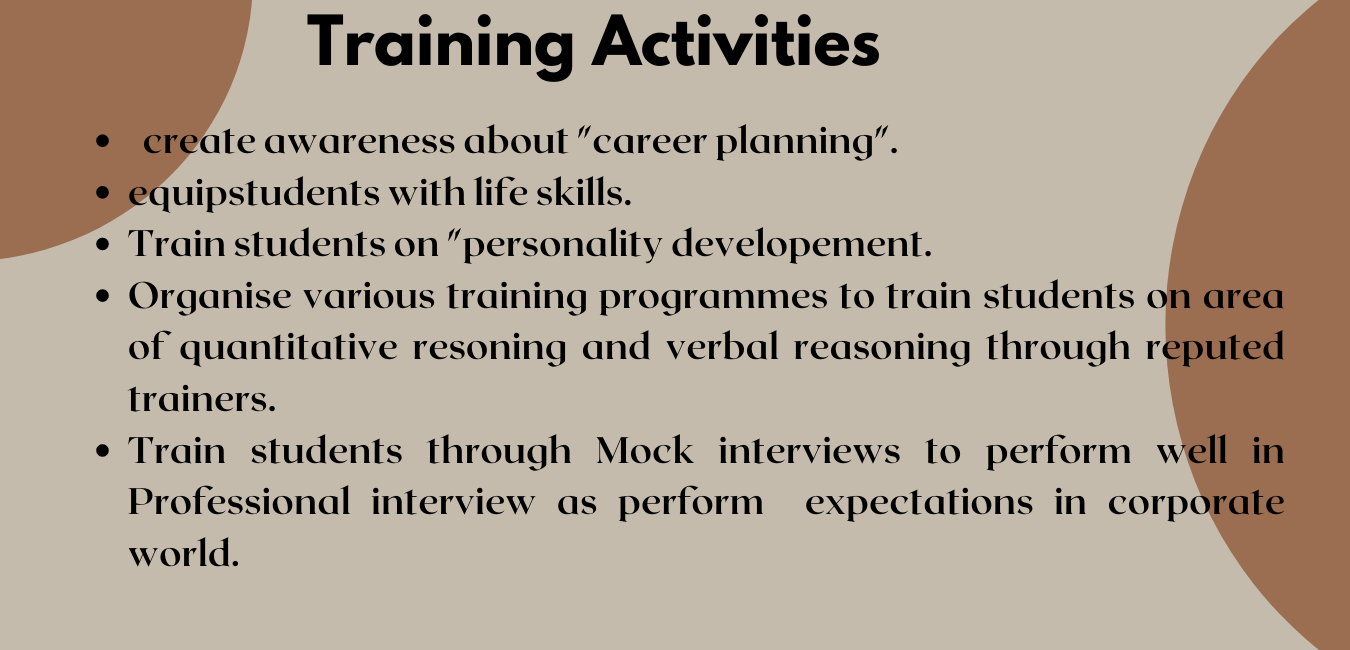 Training Activities
• create awareness about "career planning".
• equipstudents with life skills.
• Train students on "personality developement.
• Organise various training programmes to train students on area
of quantitative resoning and verbal reasoning through reputed
trainers.
• Train students through Mock interviews to perform well in
Professional interview as perform expectations in corporate
world.